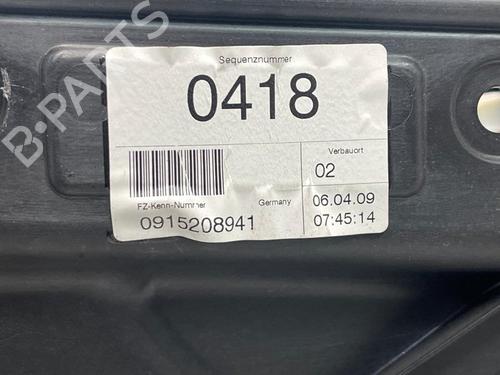 B-PARTS
Sequenznummer
0418
Verbauort
02
FZ-Kenn-Nummer
Germany
06.04.09
0915208941
07:45:14